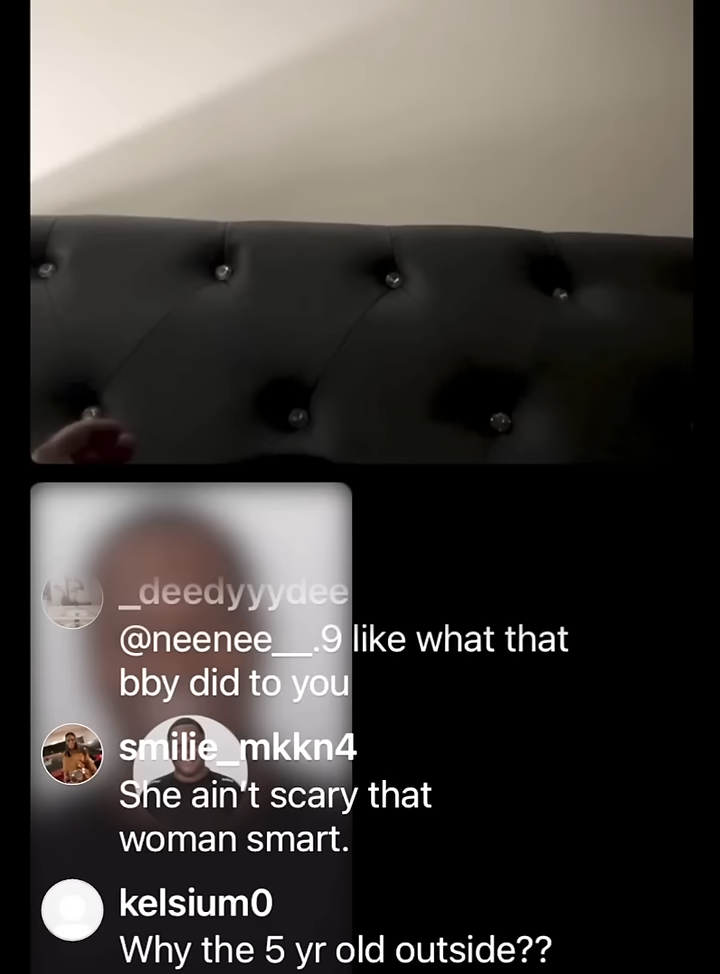 _deedyyydee
@neenee__.9 like what that
bby did to you
smilie_mkkn4
She ain't scary that
woman smart.
kelsium0
Why the 5 yr old outside??